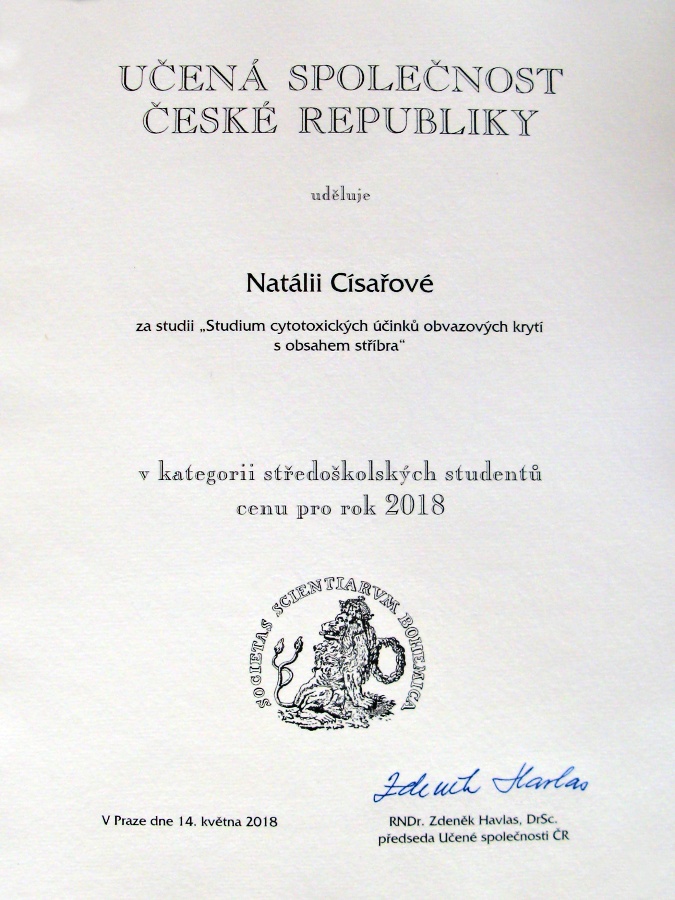 UČENÁ SPOLEČNOST
ČESKÉ REPUBLIKY
uděluje
Natálii Císařové
za studii „Studium cytotoxických účinků obvazových krytí
s obsahem stříbra“
v kategorii středoškolských studentů
cenu pro rok 2018
SOCIETAS SCIENTIARVM BOHEMICA
Zdeněk Havlas
V Praze dne 14. května 2018
RNDr. Zdeněk Havlas, DrSc.
předseda Učené společnosti ČR